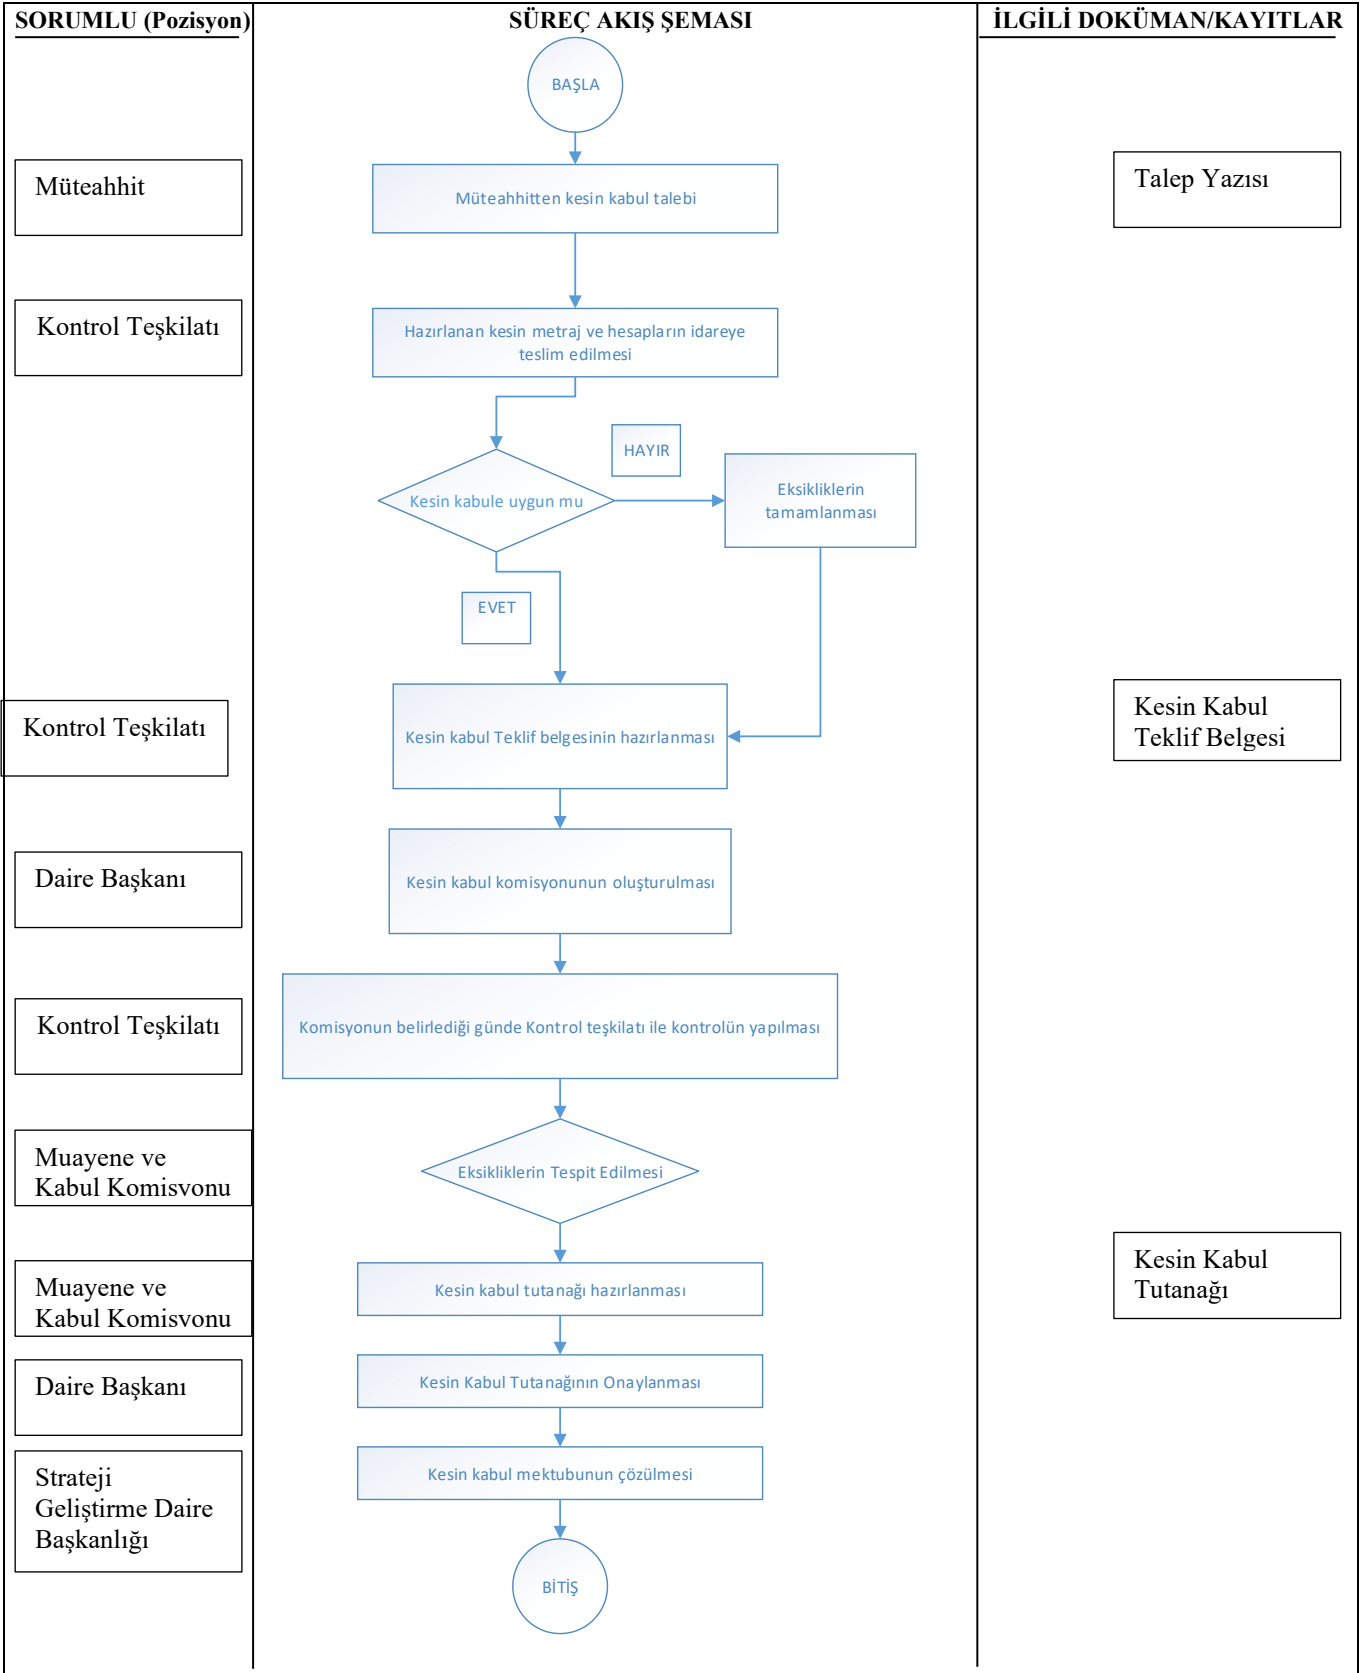 SORUMLU (Pozisyon)
SÜREÇ AKIŞ ŞEMASI
İLGİLİ DOKÜMAN/KAYITLAR
BAŞLA
Müteahhit
Müteahhitten kesin kabul talebi
Talep Yazısı
Kontrol Teşkilatı
Hazırlanan kesin metraj ve hesapların idareye
teslim edilmesi
HAYIR
Kesin kabule uygun mu
Eksikliklerin
tamamlanması
EVET
Kontrol Teşkilatı
Kesin kabul Teklif belgesinin hazırlanması
Kesin Kabul
Teklif Belgesi
Daire Başkanı
Kesin kabul komisyonunun oluşturulması
Kontrol Teşkilatı
Komisyonun belirlediği günde Kontrol teşkilatı ile kontrolün yapılması
Muayene ve
Kabul Komisvonu
Eksikliklerin Tespit Edilmesi
Muayene ve
Kabul Komisvonu
Kesin kabul tutanağı hazırlanması
Kesin Kabul
Tutanağı
Daire Başkanı
Kesin Kabul Tutanağının Onaylanması
Strateji
Geliştirme Daire
Başkanlığı
Kesin kabul mektubunun çözülmesi
BİTİŞ